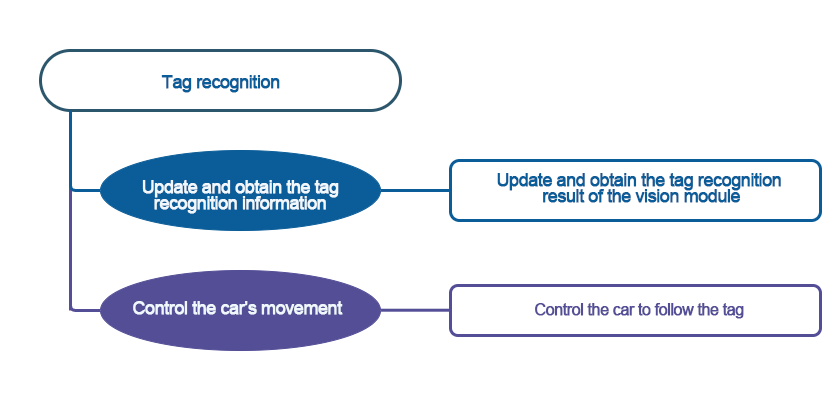 Tag recognition
Update and obtain the tag
recognition information
Update and obtain the tag recognition
result of the vision module
Control the car's movement
Control the car to follow the tag